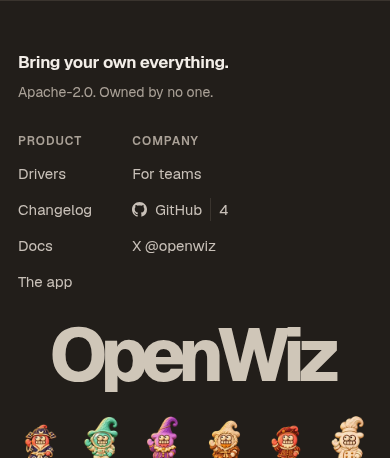 Bring your own everything.
Apache-2.0. Owned by no one.
PRODUCT
Drivers
Changelog
Docs
The app
COMPANY
For teams
GitHub 4
X @openwiz
OpenWiz